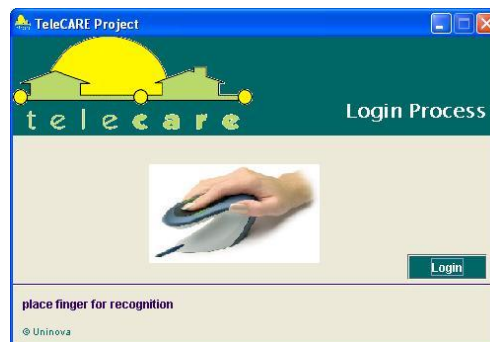 TeleCARE Project
telecare
Login Process
Login
place finger for recognition
© Uninova